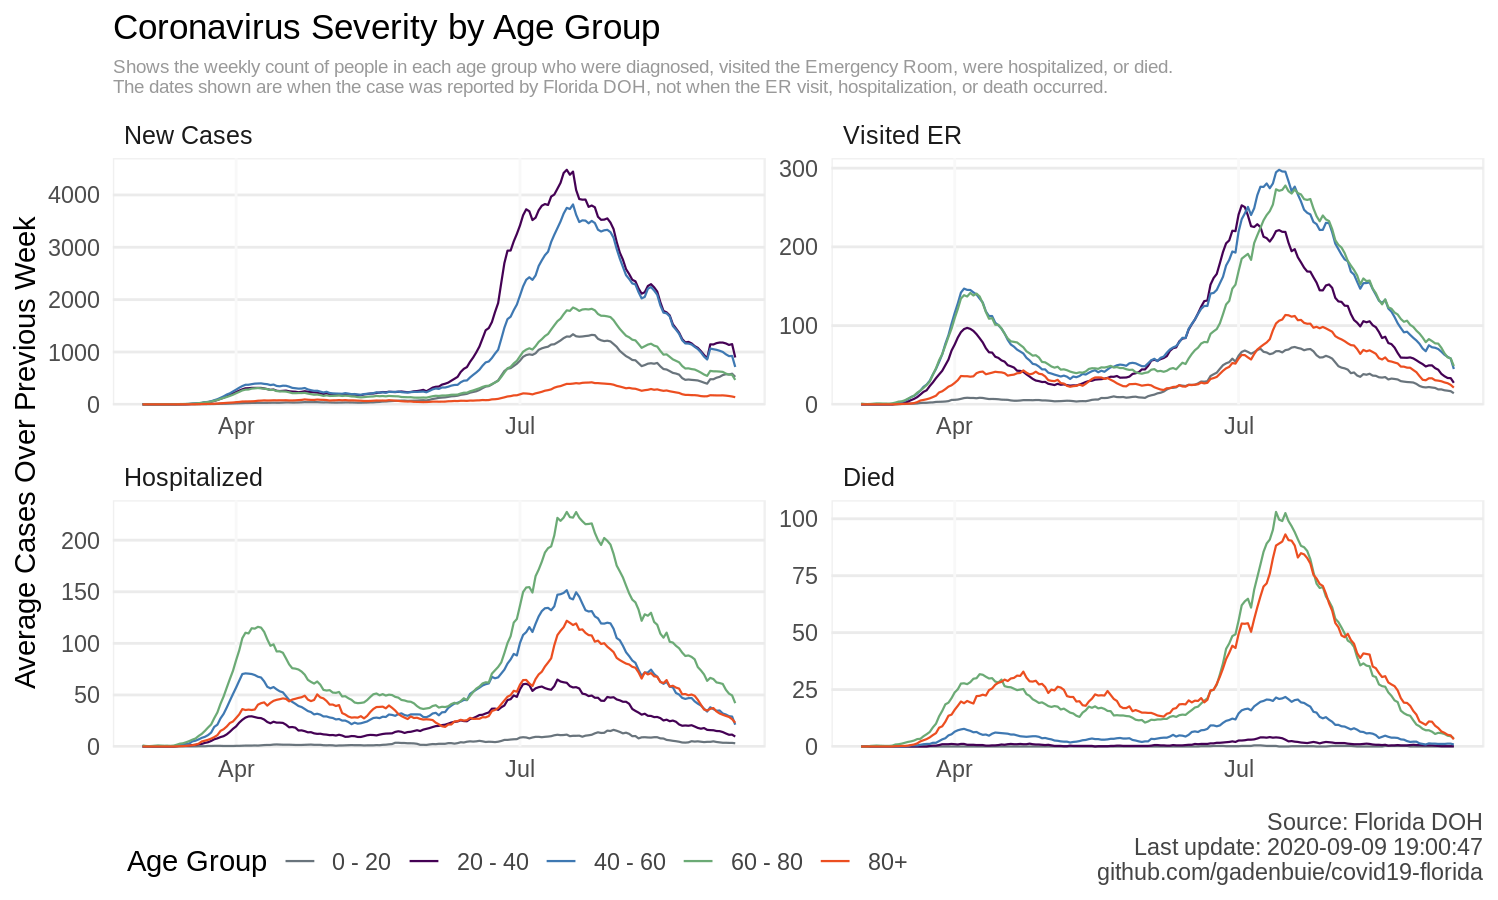 Coronavirus Severity by Age Group
Shows the weekly count of people in each age group who were diagnosed, visited the Emergency Room, were hospitalized, or died.
The dates shown are when the case was reported by Florida DOH, not when the ER visit, hospitalization, or death occurred.
Average Cases Over Previous Week
New Cases
4000
3000
2000
1000
0
Apr
Jul
Visited ER
300
200
100
0
Apr
Jul
Hospitalized
200
150
100
50
0
Apr
Jul
Died
100
75
50
25
0
Apr
Jul
Age Group
0 - 20
20 - 40
40 - 60
60 - 80
80+
Source: Florida DOH
Last update: 2020-09-09 19:00:47
github.com/gadenbuie/covid19-florida